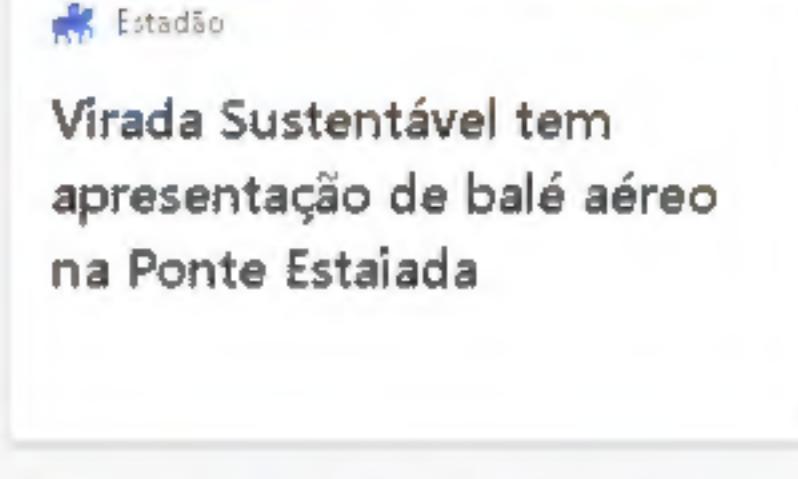 Estadão
Virada Sustentável tem
apresentação de balé aéreo
na Ponte Estaiada